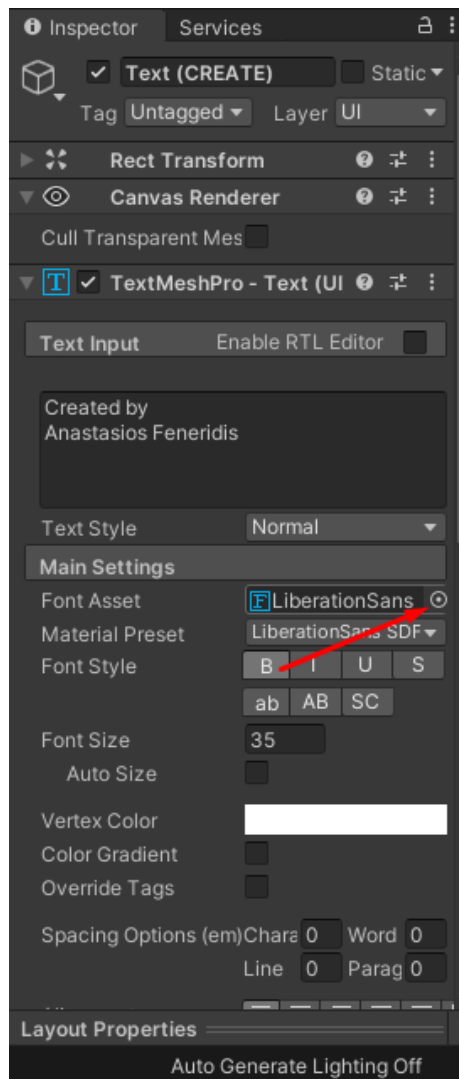 Inspector Services
Text (CREATE) Static
Tag Untagged Layer UI
Rect Transform
Canvas Renderer
Cull Transparent Mes
TextMeshPro - Text (UI
Text Input Enable RTL Editor
Created by
Anastasios Feneridis
Text Style Normal
Main Settings
Font Asset F LiberationSans
Material Preset LiberationSans SDF
Font Style B I U S
ab AB SC
Font Size 35
Auto Size
Vertex Color
Color Gradient
Override Tags
Spacing Options (em) Chara 0 Word 0
Line 0 Parag 0
Layout Properties
Auto Generate Lighting Off